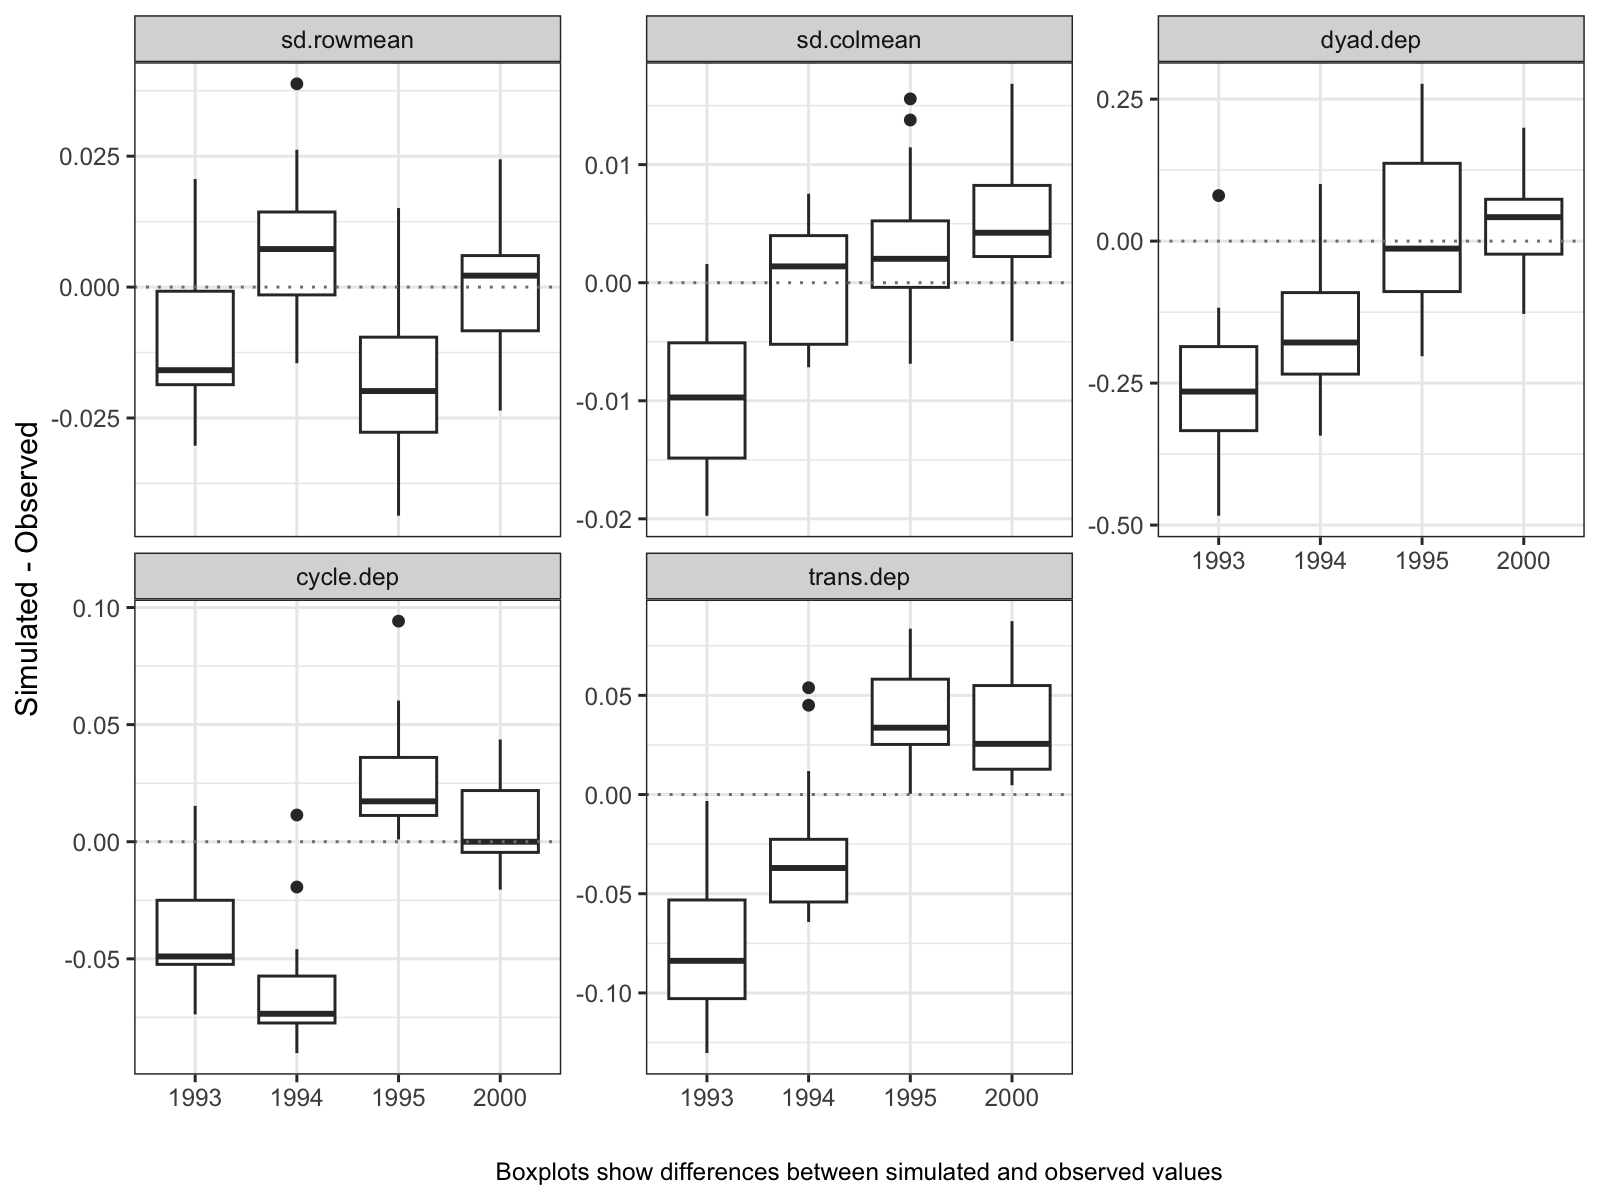 sd.rowmean
sd.colmean
dyad.dep
0.025
0.000
-0.025
0.01
0.00
-0.01
-0.02
0.25
0.00
-0.25
-0.50
1993 1994 1995 2000
Simulated - Observed
cycle.dep
trans.dep
0.10
0.05
0.00
-0.05
0.05
0.00
-0.05
-0.10
1993 1994 1995 2000
1993 1994 1995 2000
Boxplots show differences between simulated and observed values